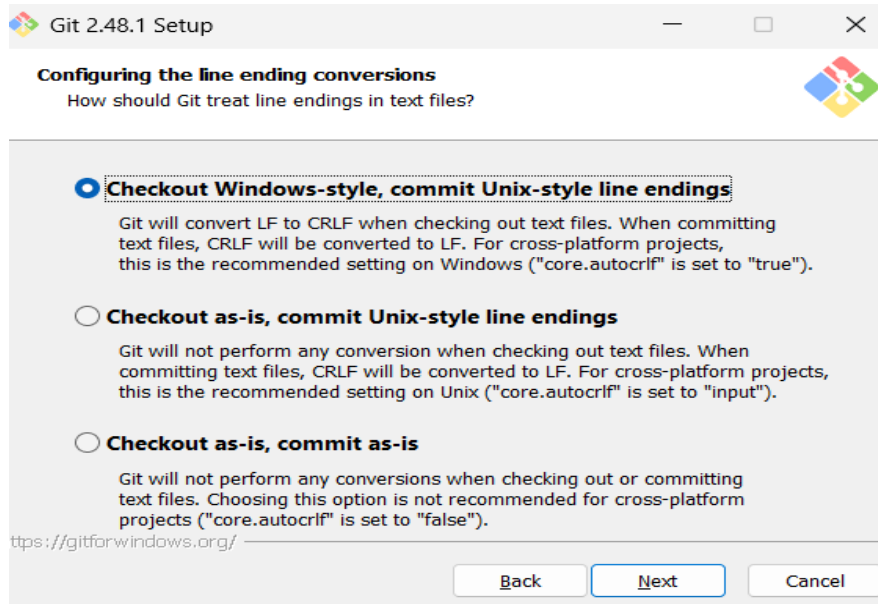 Git 2.48.1 Setup
Configuring the line ending conversions
How should Git treat line endings in text files?
Checkout Windows-style, commit Unix-style line endings
Git will convert LF to CRLF when checking out text files. When committing
text files, CRLF will be converted to LF. For cross-platform projects,
this is the recommended setting on Windows ("core.autocrlf" is set to "true").
Checkout as-is, commit Unix-style line endings
Git will not perform any conversion when checking out text files. When
committing text files, CRLF will be converted to LF. For cross-platform projects,
this is the recommended setting on Unix ("core.autocrlf" is set to "input").
Checkout as-is, commit as-is
Git will not perform any conversions when checking out or committing
text files. Choosing this option is not recommended for cross-platform
projects ("core.autocrlf" is set to "false").
ttps://gitforwindows.org/
Back Next Cancel